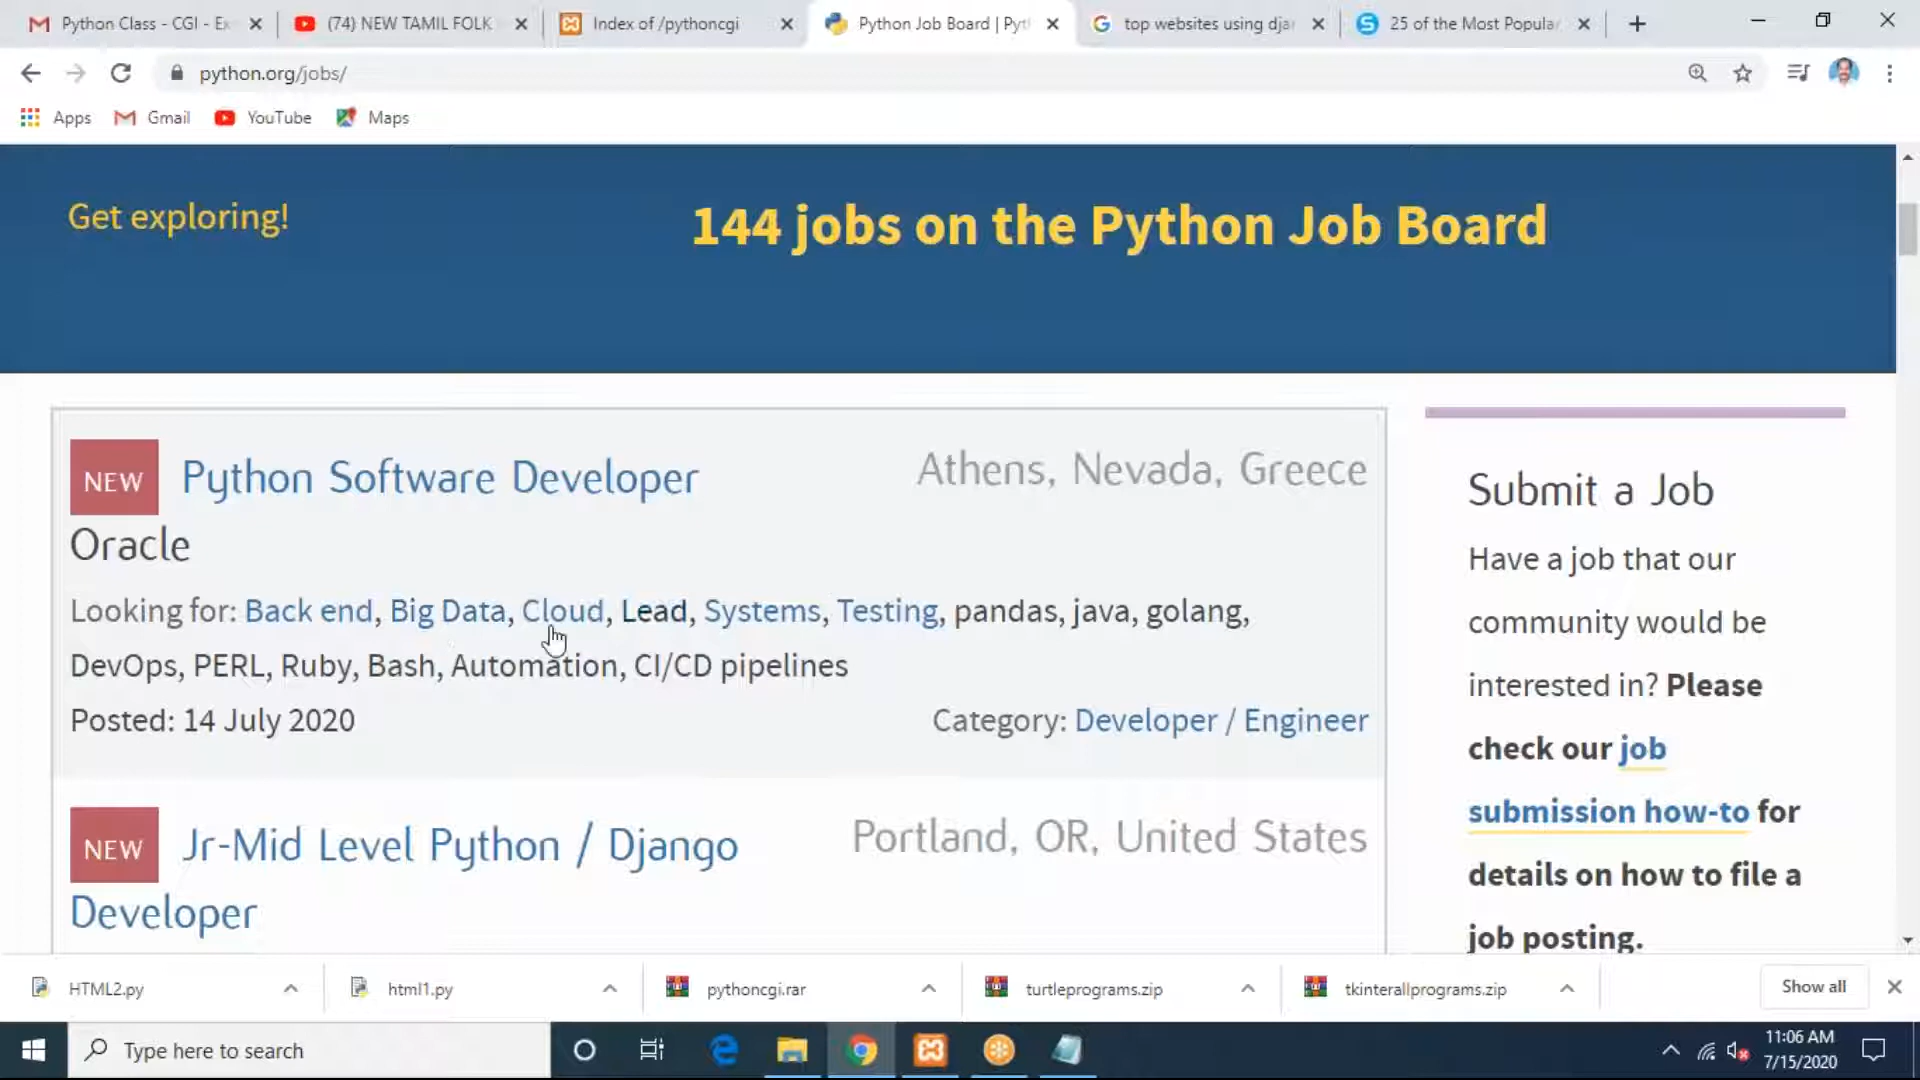 Python Class - CGI - Ex
(74) NEW TAMIL FOLK
Index of /pythoncgi
Python Job Board | Pyt
top websites using djar
25 of the Most Popular
python.org/jobs/
Apps
Gmail
YouTube
Maps
Get exploring!
144 jobs on the Python Job Board
NEW Python Software Developer
Athens, Nevada, Greece
Oracle
Looking for: Back end, Big Data, Cloud, Lead, Systems, Testing, pandas, java, golang,
DevOps, PERL, Ruby, Bash, Automation, CI/CD pipelines
Posted: 14 July 2020
Category: Developer / Engineer
NEW Jr-Mid Level Python / Django
Developer
Portland, OR, United States
Submit a Job
Have a job that our
community would be
interested in? Please
check our job
submission how-to for
details on how to file a
job posting.
HTML2.py
html1.py
pythoncgi.rar
turtleprograms.zip
tkinterallprograms.zip
Show all
Type here to search
11:06 AM
7/15/2020